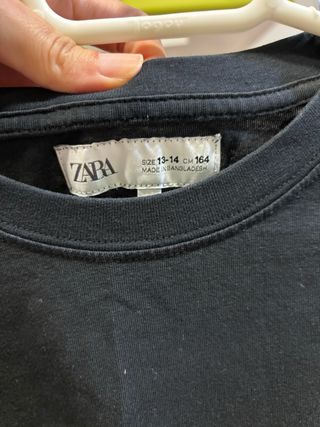 ZARA
SIZE 13-14 CM 164
MADE IN BANGLADESH